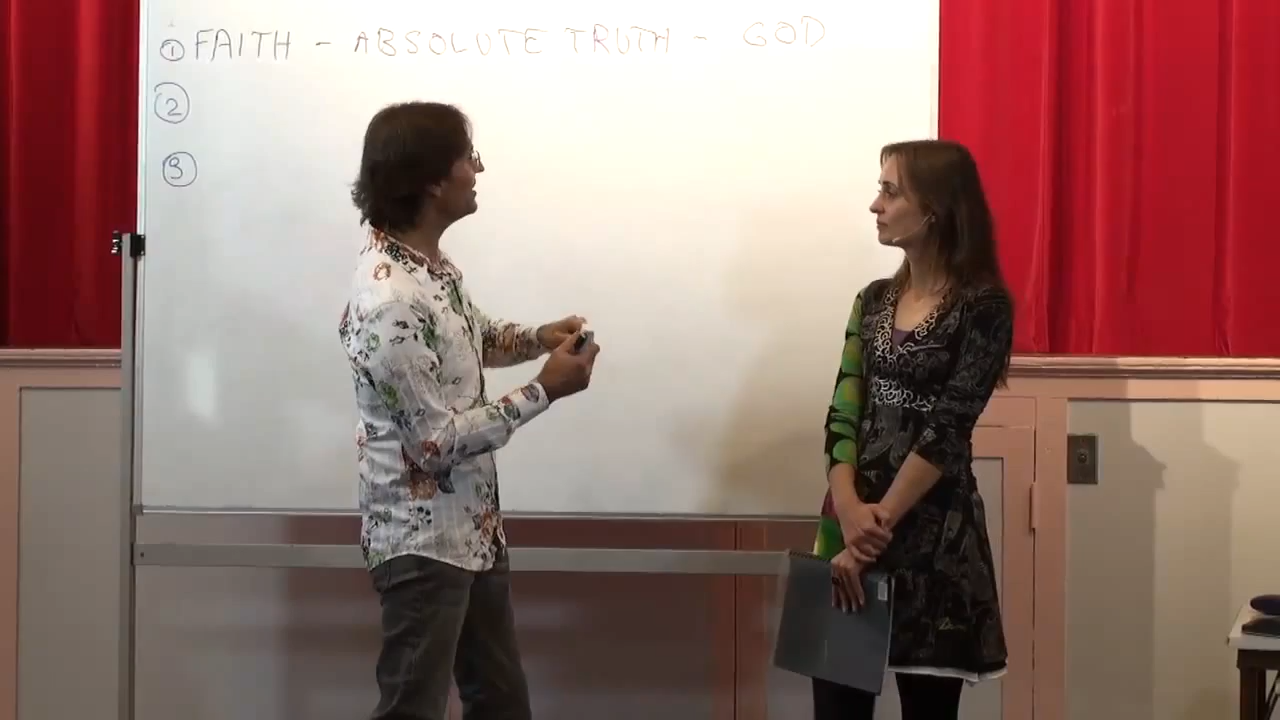 ① FAITH - ABSOLUTE TRUTH - GOD
②
③